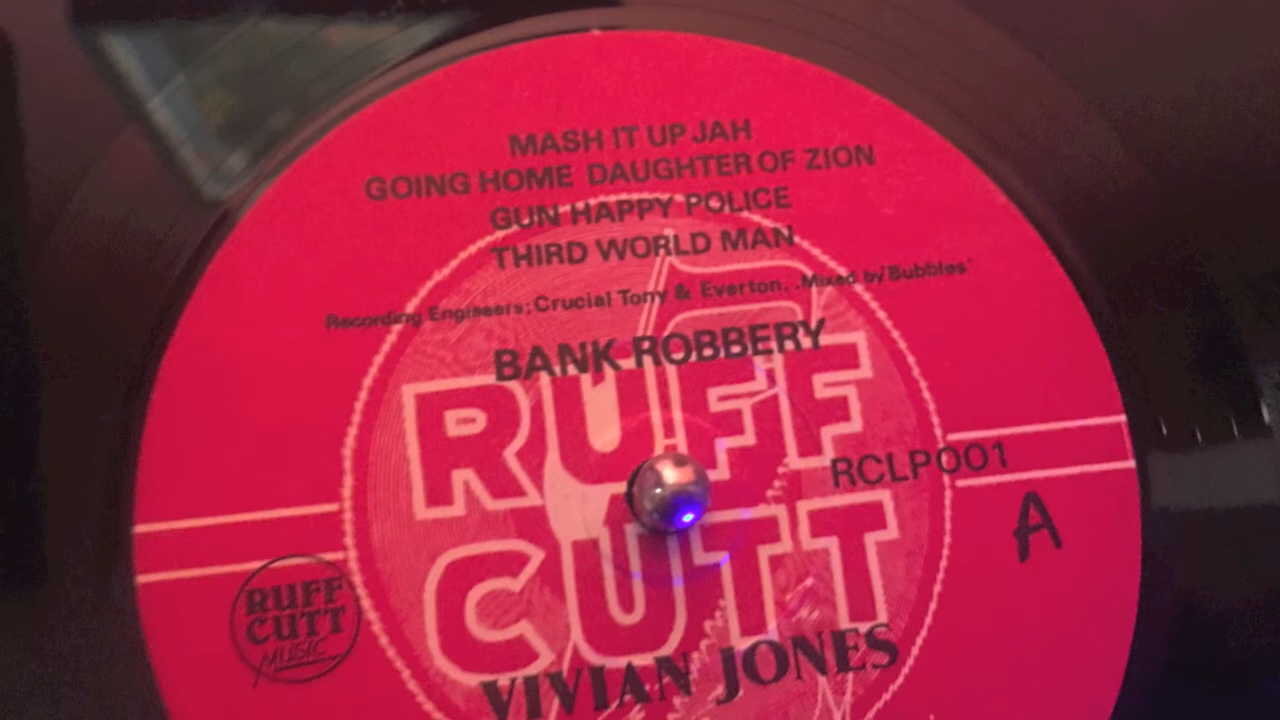 MASH IT UP JAH
GOING HOME DAUGHTER OF ZION
GUN HAPPY POLICE
THIRD WORLD MAN
Recording Engineers; Crucial Tony & Everton. .Mixed by 'Bubbles'
BANK ROBBERY
RUFF
CUTT
RCLP001
A
RUFF
CUTT
MUSIC
VIVIAN JONES